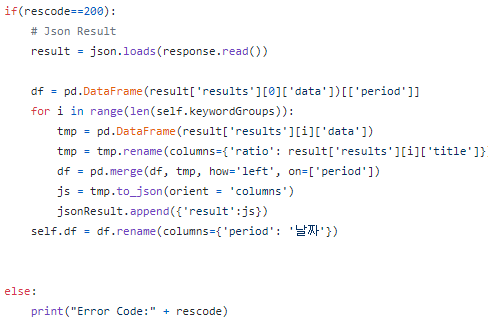 if(rescode==200):
# Json Result
result = json.loads(response.read())
df = pd.DataFrame(result['results'][0]['data'])[['period']]
for i in range(len(self.keywordGroups)):
tmp = pd.DataFrame(result['results'][i]['data'])
tmp = tmp.rename(columns={'ratio': result['results'][i]['title']}
df = pd.merge(df, tmp, how='left', on=['period'])
js = tmp.to_json(orient = 'columns')
jsonResult.append({'result':js})
self.df = df.rename(columns={'period': '날짜'})
else:
print("Error Code:" + rescode)